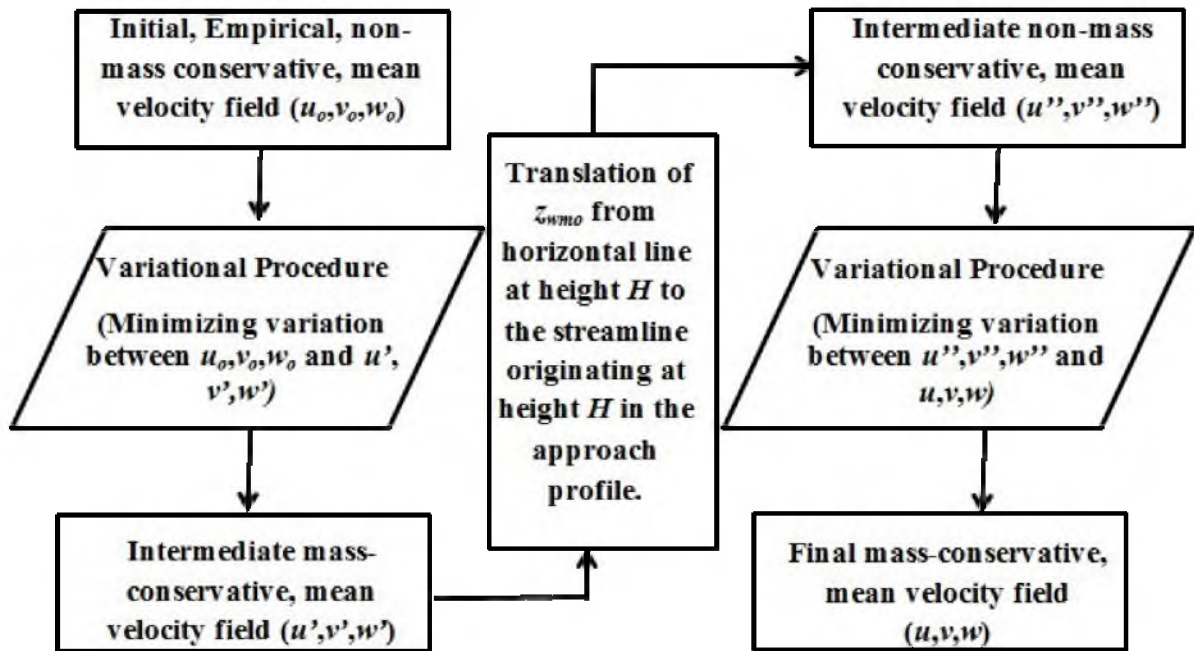 Initial, Empirical, non-
mass conservative, mean
velocity field (uo,vo,wo)
Variational Procedure
(Minimizing variation
between uo,vo,wo and u’,
v’,w’)
Intermediate mass-
conservative, mean
velocity field (u’,v’,w’)
Translation of
zwmo from
horizontal line
at height H to
the streamline
originating at
height H in the
approach
profile.
Intermediate non-mass
conservative, mean
velocity field (u’’,v’’,w’’)
Variational Procedure
(Minimizing variation
between u’’,v’’,w’’ and
u,v,w)
Final mass-conservative,
mean velocity field
(u,v,w)